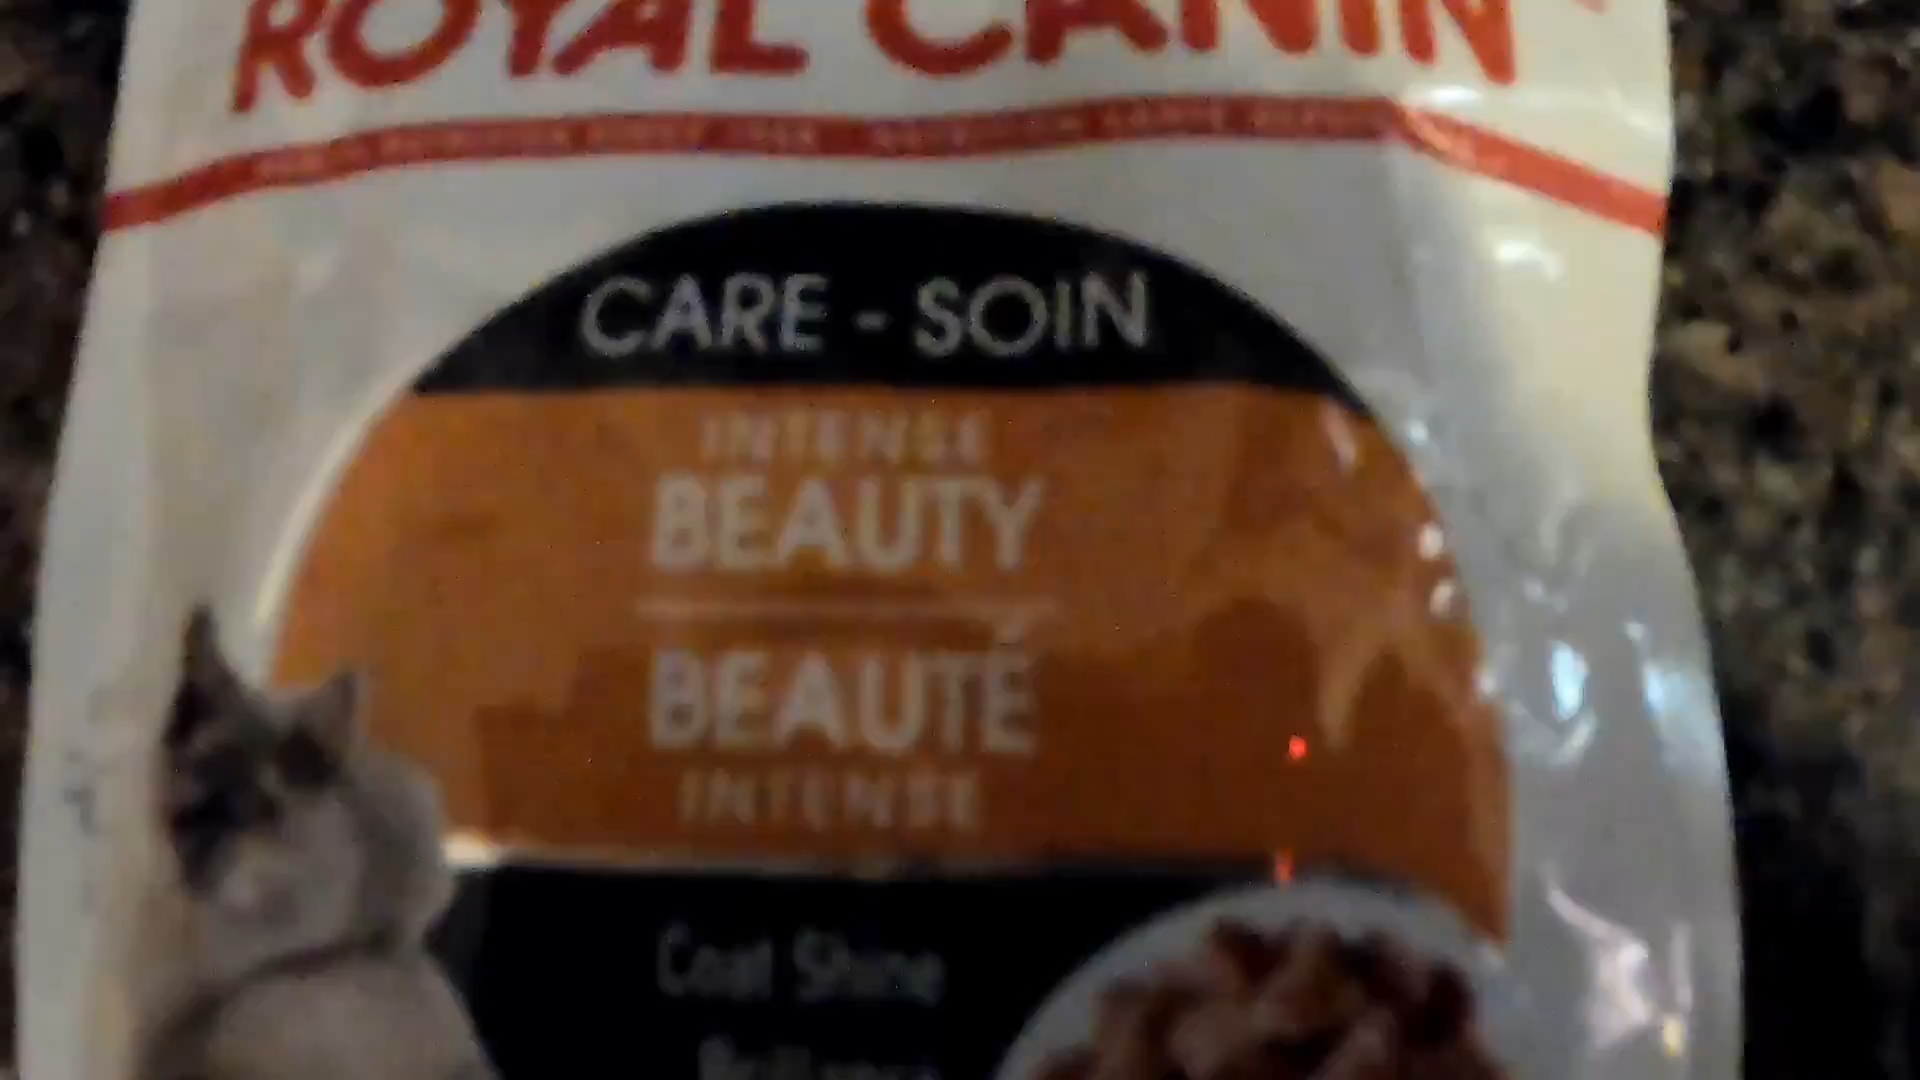 ROYAL CANIN
CARE - SOIN
INTENSE
BEAUTY
BEAUTÉ
INTENSE
Coat Shine